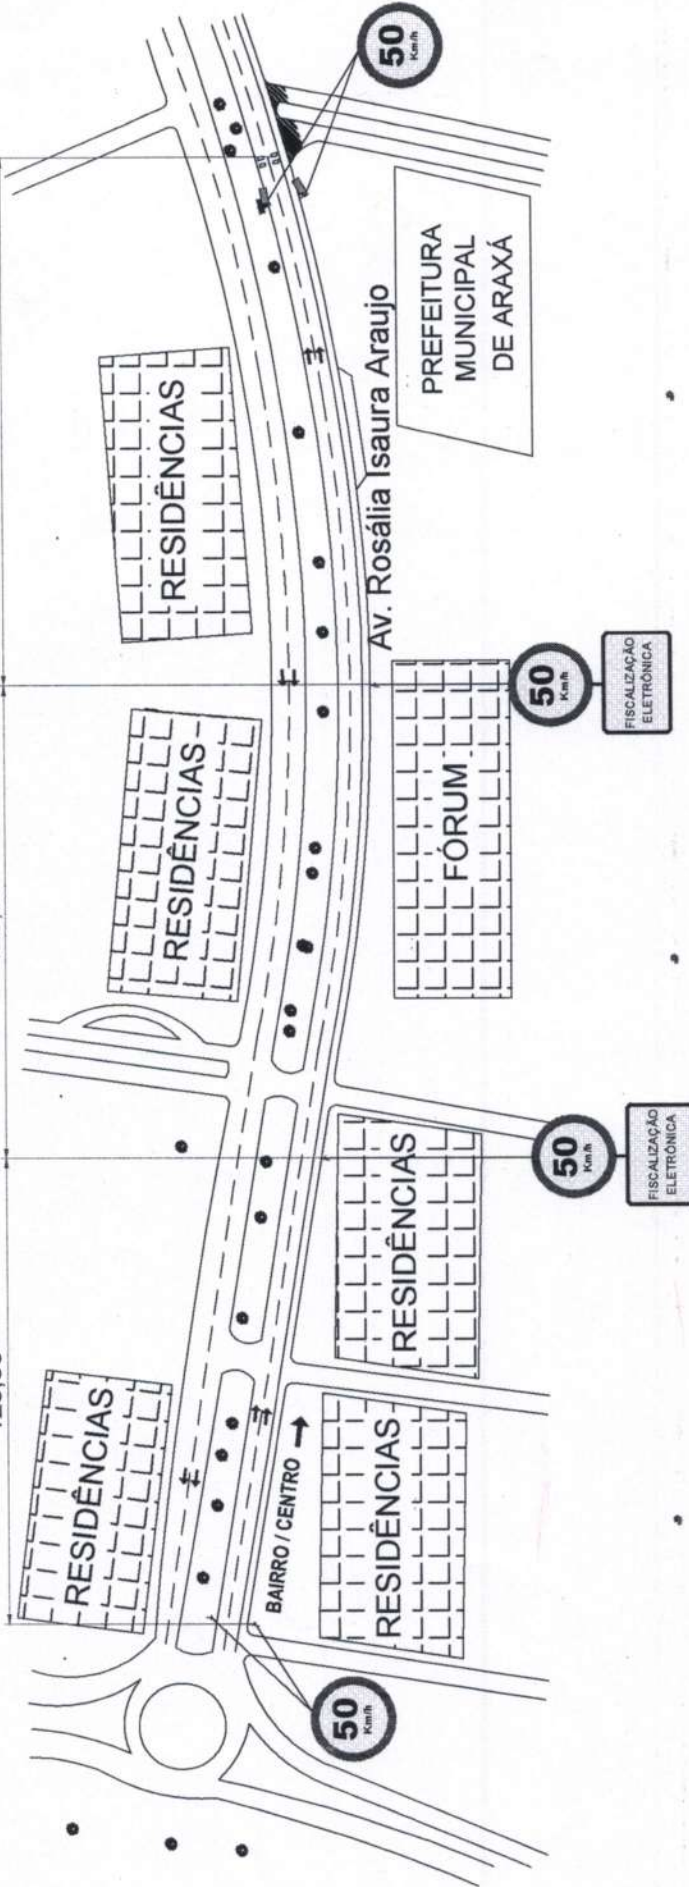 RESIDÊNCIAS
RESIDÊNCIAS
RESIDÊNCIAS
BAIRRO / CENTRO
RESIDÊNCIAS
RESIDÊNCIAS
FÓRUM
Av. Rosália Isaura Araujo
PREFEITURA
MUNICIPAL
DE ARAXÁ
50
Km/h
50
Km/h
FISCALIZAÇÃO
ELETRÔNICA
50
Km/h
FISCALIZAÇÃO
ELETRÔNICA
50
Km/h